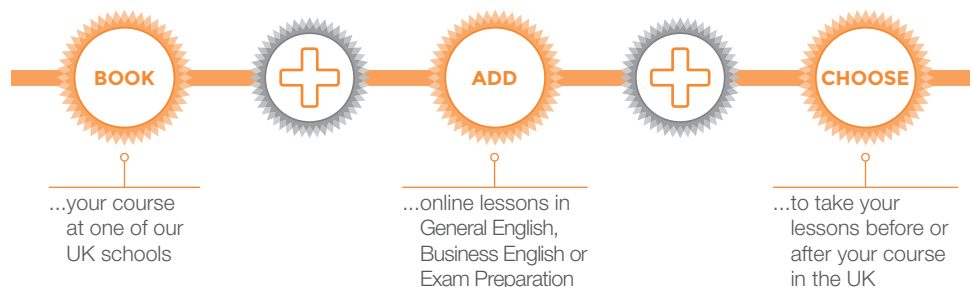 BOOK
ADD
CHOOSE
...your course
at one of our
UK schools
...online lessons in
General English,
Business English or
Exam Preparation
...to take your
lessons before or
after your course
in the UK